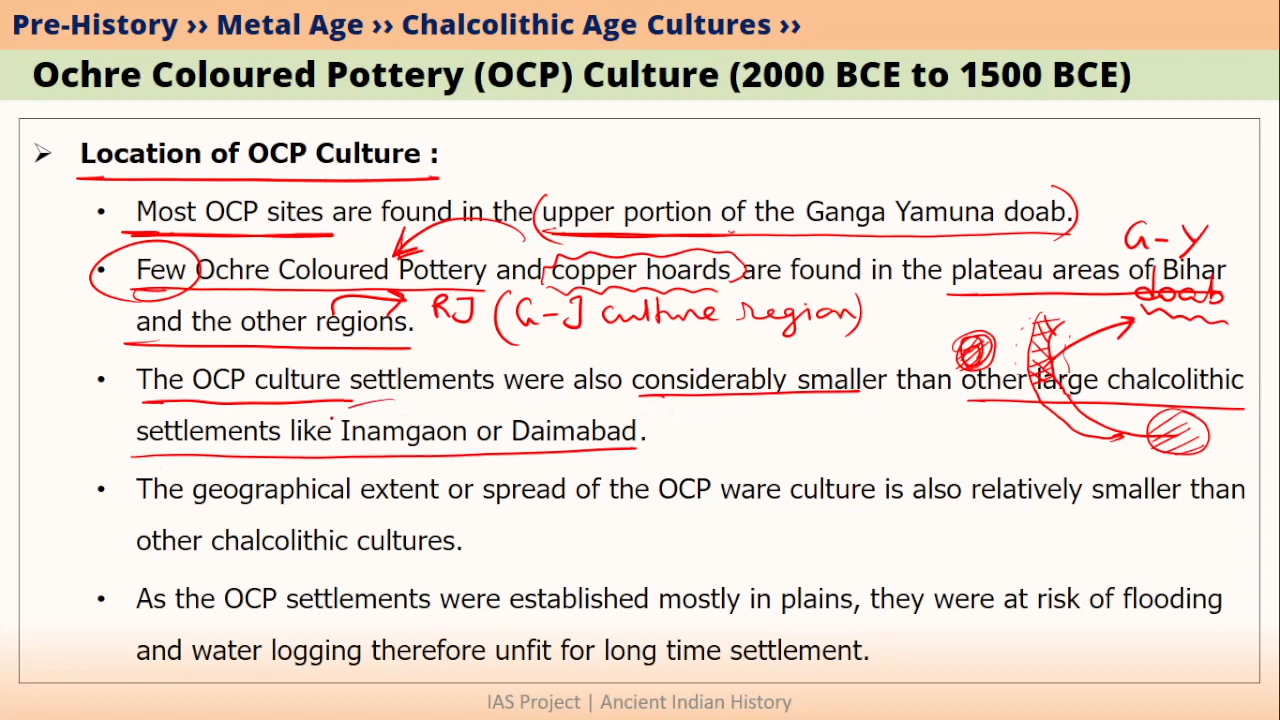 Pre-History ›› Metal Age ›› Chalcolithic Age Cultures ››
Ochre Coloured Pottery (OCP) Culture (2000 BCE to 1500 BCE)
➢ Location of OCP Culture :
• Most OCP sites are found in the upper portion of the Ganga Yamuna doab.
G-Y
• Few Ochre Coloured Pottery and copper hoards are found in the plateau areas of Bihar
doab
and the other regions.
RJ (G-J culture region)
• The OCP culture settlements were also considerably smaller than other large chalcolithic
settlements like Inamgaon or Daimabad.
• The geographical extent or spread of the OCP ware culture is also relatively smaller than
other chalcolithic cultures.
• As the OCP settlements were established mostly in plains, they were at risk of flooding
and water logging therefore unfit for long time settlement.
IAS Project | Ancient Indian History